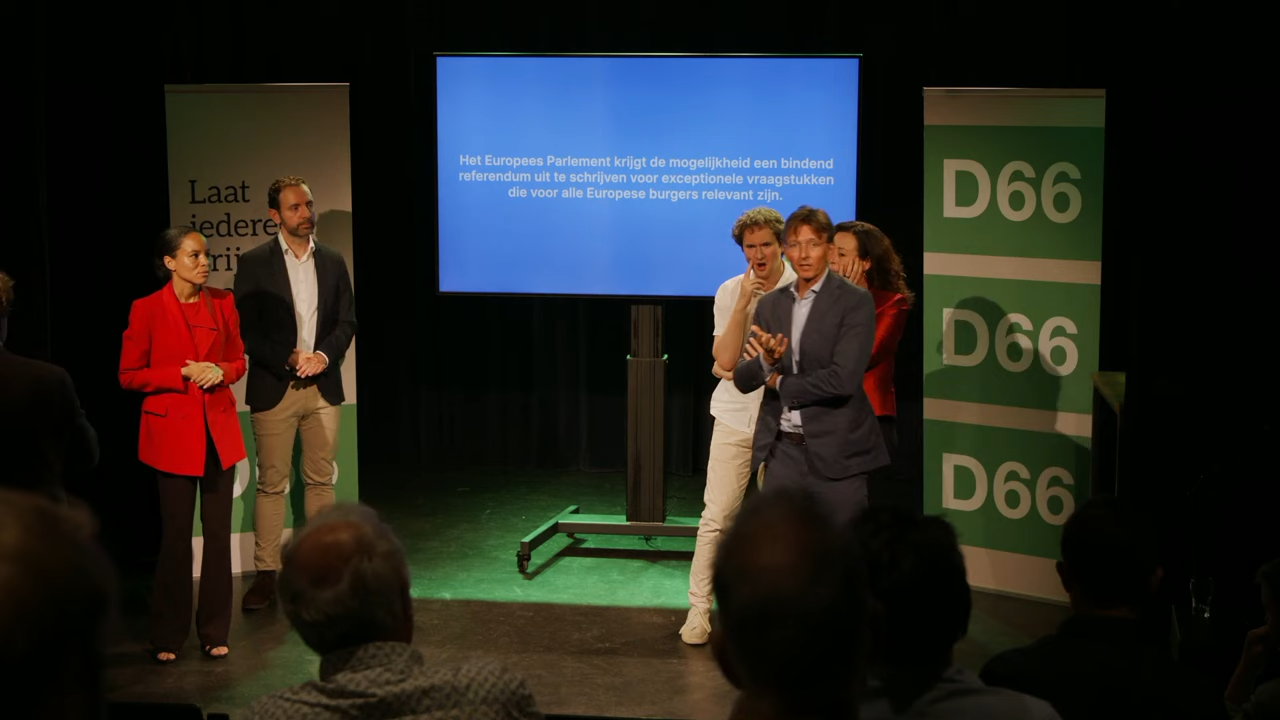 Het Europees Parlement krijgt de mogelijkheid een bindend
referendum uit te schrijven voor exceptionele vraagstukken
die voor alle Europese burgers relevant zijn.
Laat
iedere
D66
D66
D66